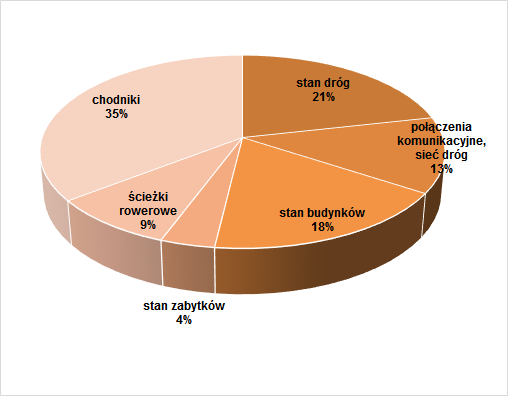 stan dróg
21%
połączenia
komunikacyjne,
sieć dróg
13%
stan budynków
18%
stan zabytków
4%
ścieżki
rowerowe
9%
chodniki
35%